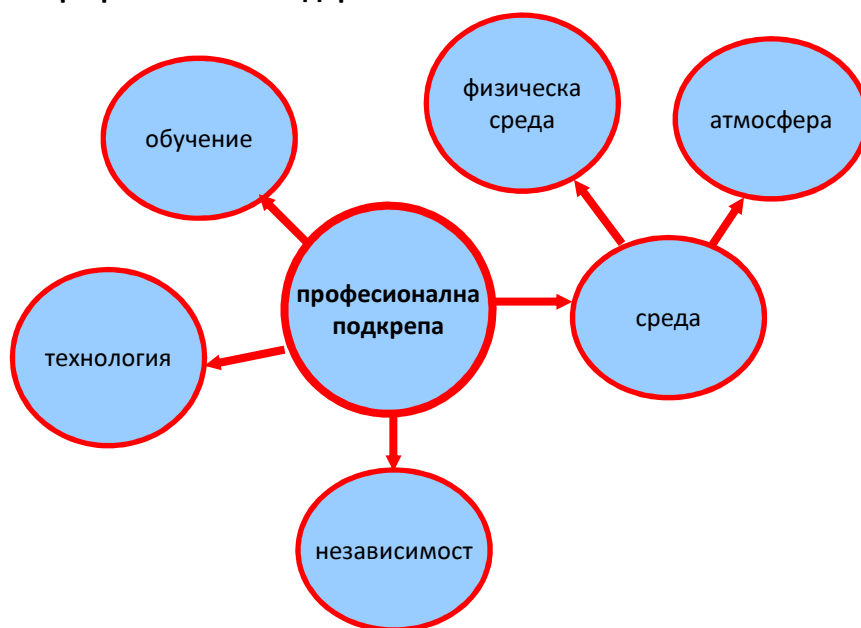 физическа
среда
атмосфера
обучение
професионална
подкрепа
среда
технология
независимост